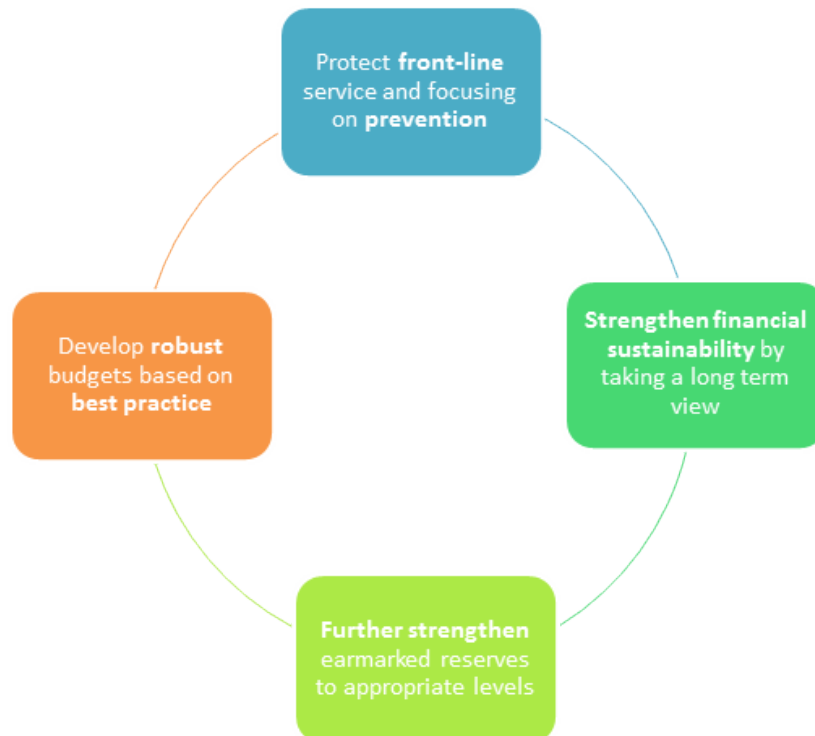 Protect front-line
service and focusing
on prevention
Strengthen financial
sustainability by
taking a long term
view
Further strengthen
earmarked reserves
to appropriate levels
Develop robust
budgets based on
best practice